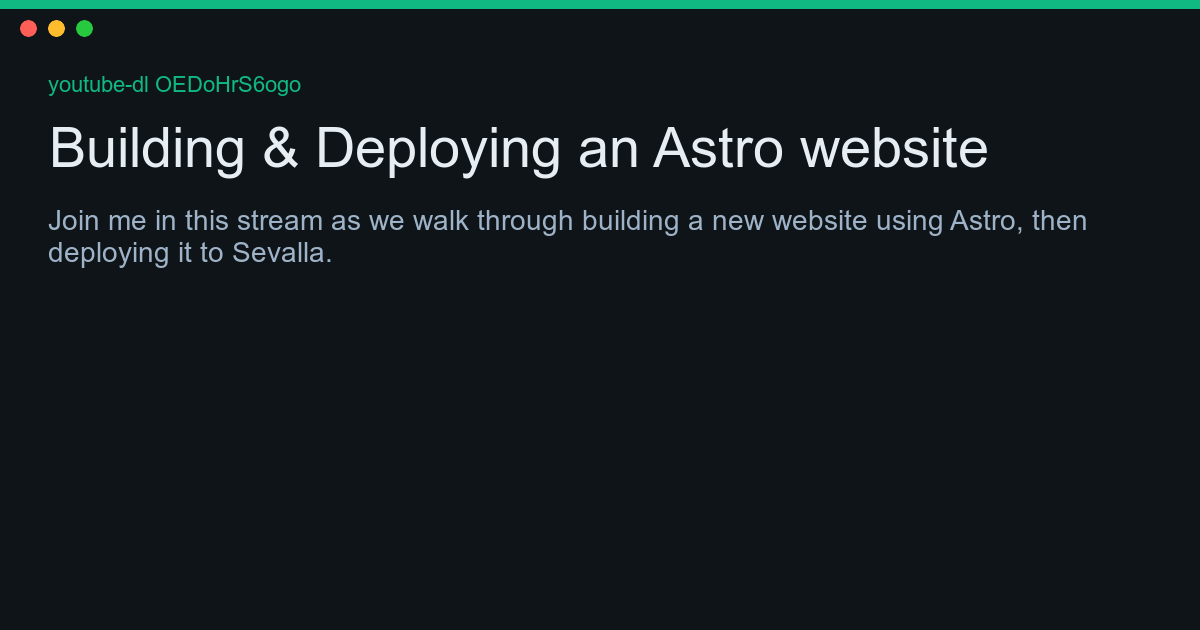 youtube-dl OEDoHrS6ogo
Building & Deploying an Astro website
Join me in this stream as we walk through building a new website using Astro, then
deploying it to Sevalla.